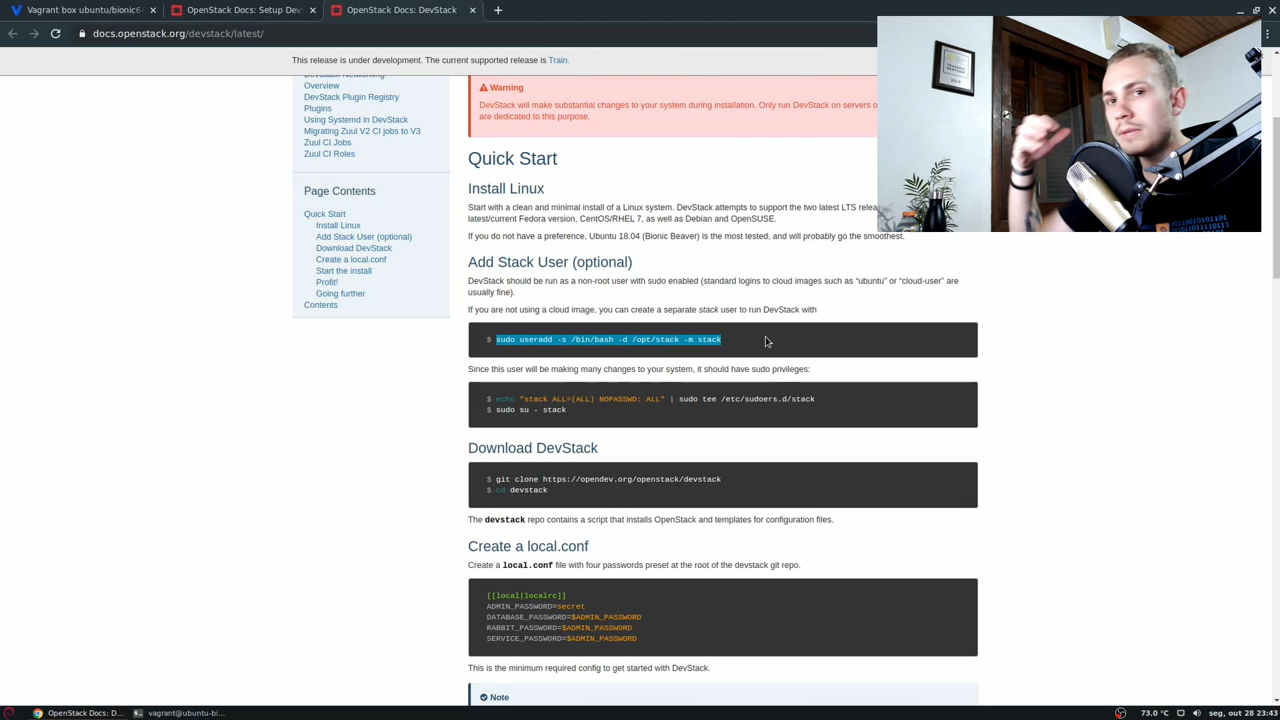 Vagrant box ubuntu/bionic6
OpenStack Docs: Setup Dev
OpenStack Docs: DevStack
docs.openstack.org/devstack/latest/
This release is under development. The current supported release is Train.
DevStack Networking
Overview
DevStack Plugin Registry
Plugins
Using Systemd in DevStack
Migrating Zuul V2 CI jobs to V3
Zuul CI Jobs
Zuul CI Roles
Page Contents
Quick Start
Install Linux
Add Stack User (optional)
Download DevStack
Create a local.conf
Start the install
Profit!
Going further
Contents
Warning
DevStack will make substantial changes to your system during installation. Only run DevStack on servers o
are dedicated to this purpose.
Quick Start
Install Linux
Start with a clean and minimal install of a Linux system. DevStack attempts to support the two latest LTS relea
latest/current Fedora version, CentOS/RHEL 7, as well as Debian and OpenSUSE.
If you do not have a preference, Ubuntu 18.04 (Bionic Beaver) is the most tested, and will probably go the smoothest.
Add Stack User (optional)
DevStack should be run as a non-root user with sudo enabled (standard logins to cloud images such as “ubuntu” or “cloud-user” are
usually fine).
If you are not using a cloud image, you can create a separate stack user to run DevStack with
$ sudo useradd -s /bin/bash -d /opt/stack -m stack
Since this user will be making many changes to your system, it should have sudo privileges:
$ echo "stack ALL=(ALL) NOPASSWD: ALL" | sudo tee /etc/sudoers.d/stack
$ sudo su - stack
Download DevStack
$ git clone https://opendev.org/openstack/devstack
$ cd devstack
The devstack repo contains a script that installs OpenStack and templates for configuration files.
Create a local.conf
Create a local.conf file with four passwords preset at the root of the devstack git repo.
[[local|localrc]]
ADMIN_PASSWORD=secret
DATABASE_PASSWORD=$ADMIN_PASSWORD
RABBIT_PASSWORD=$ADMIN_PASSWORD
SERVICE_PASSWORD=$ADMIN_PASSWORD
This is the minimum required config to get started with DevStack.
Note
OpenStack Docs: D...
vagrant@ubuntu-bi...
73.0 °C
seg, out 28 23:43